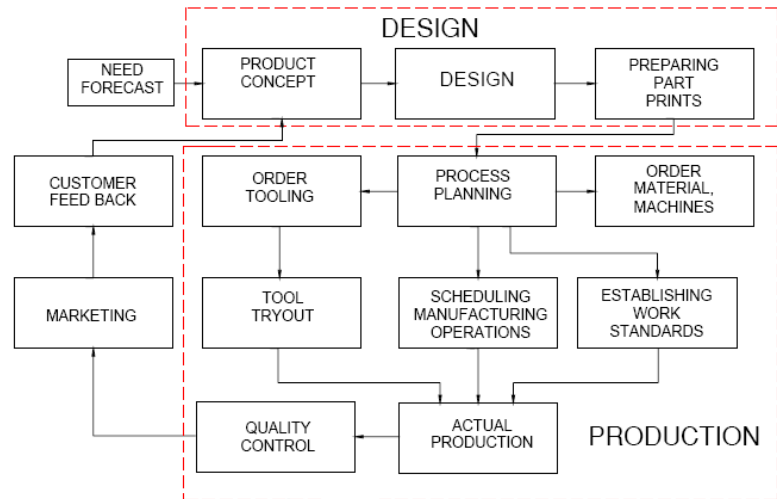 DESIGN
NEED
FORECAST
PRODUCT
CONCEPT
DESIGN
PREPARING
PART
PRINTS
CUSTOMER
FEED BACK
ORDER
TOOLING
PROCESS
PLANNING
ORDER
MATERIAL,
MACHINES
MARKETING
TOOL
TRYOUT
SCHEDULING
MANUFACTURING
OPERATIONS
ESTABLISHING
WORK
STANDARDS
QUALITY
CONTROL
ACTUAL
PRODUCTION
PRODUCTION